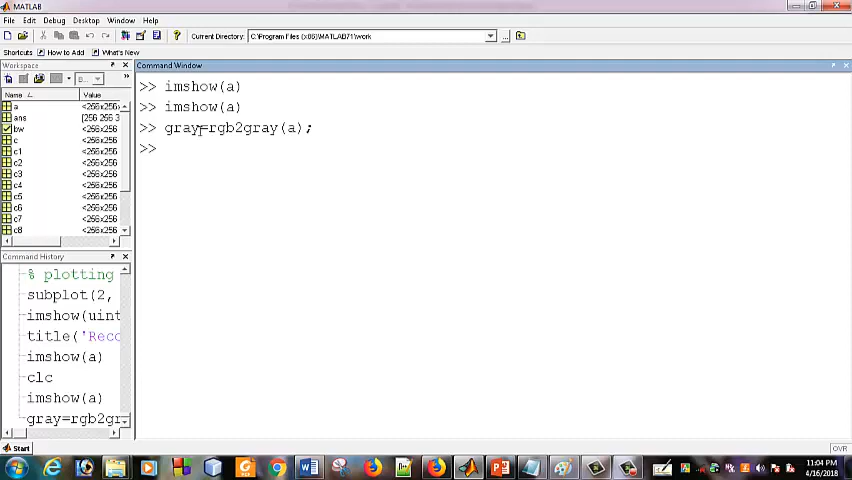 MATLAB
File Edit Debug Desktop Window Help
Current Directory: C:\Program Files (x86)\MATLAB71\work
Shortcuts How to Add What's New
Workspace
B...
Name Value
a <256x256
ans [256 256 3
bw <256x256
c <256x256
c1 <256x256
c2 <256x256
c3 <256x256
c4 <256x256
c5 <256x256
c6 <256x256
c7 <256x256
c8 <256x256
Command History
% plotting
subplot(2,
imshow(uint
title('Reco
imshow(a)
clc
imshow(a)
gray=rgb2gr
Command Window
>> imshow(a)
>> imshow(a)
>> gray=rgb2gray(a);
>>
Start
OVR
11:04 PM
4/16/2018